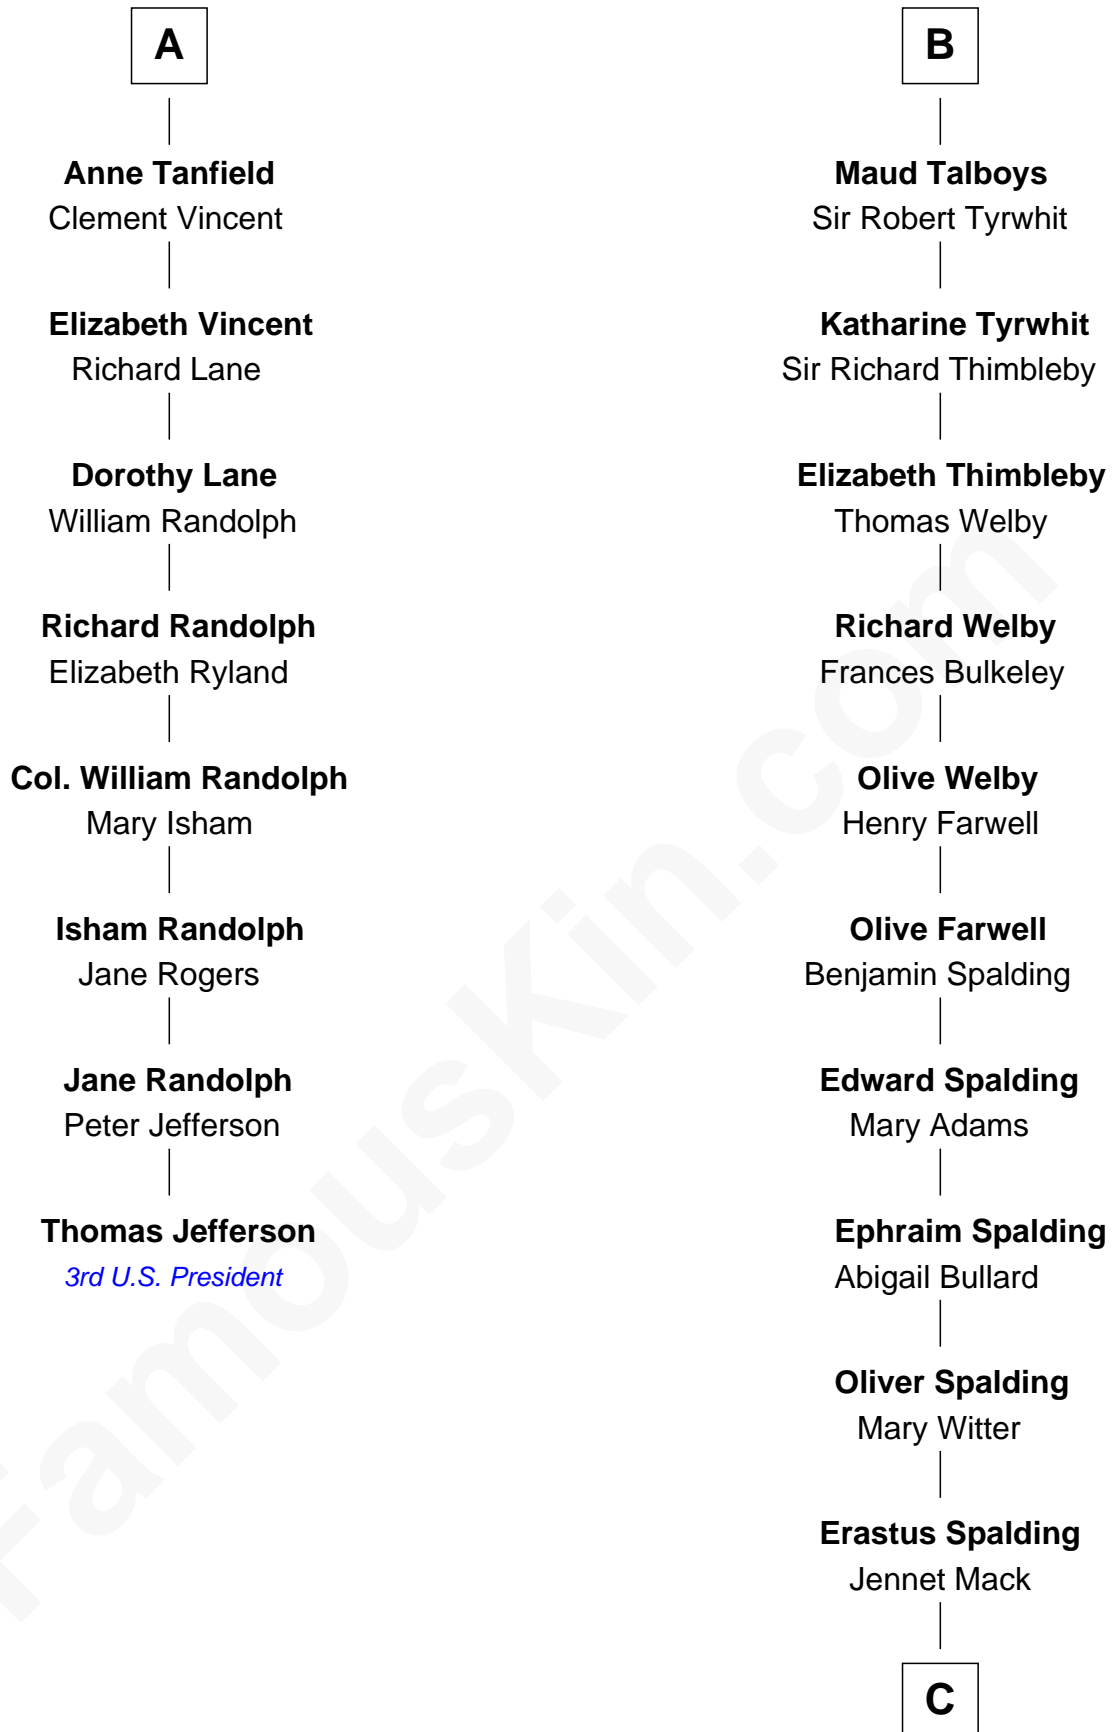 A
Anne Tanfield
Clement Vincent
Elizabeth Vincent
Richard Lane
Dorothy Lane
William Randolph
Richard Randolph
Elizabeth Ryland
Col. William Randolph
Mary Isham
Isham Randolph
Jane Rogers
Jane Randolph
Peter Jefferson
Thomas Jefferson
3rd U.S. President
B
Maud Talboys
Sir Robert Tyrwhit
Katharine Tyrwhit
Sir Richard Thimbleby
Elizabeth Thimbleby
Thomas Welby
Richard Welby
Frances Bulkeley
Olive Welby
Henry Farwell
Olive Farwell
Benjamin Spalding
Edward Spalding
Mary Adams
Ephraim Spalding
Abigail Bullard
Oliver Spalding
Mary Witter
Erastus Spalding
Jennet Mack
C
FamousKin.com